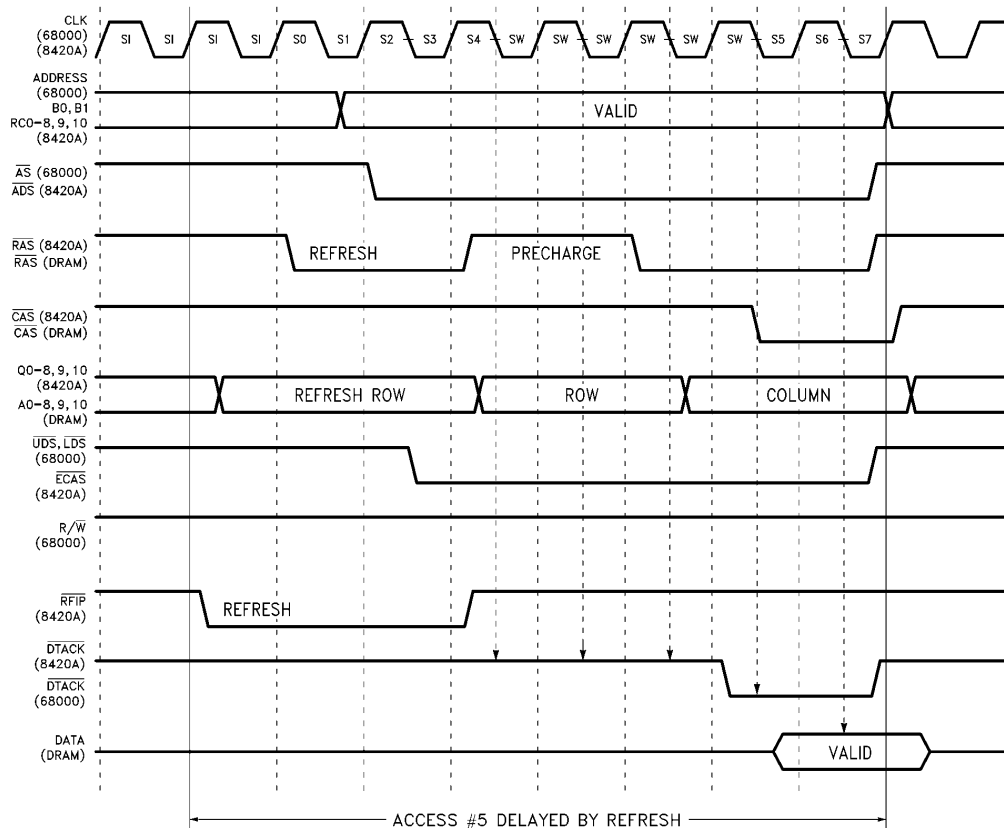 CLK
(68000)
(8420A)
SI SI SI SI S0 S1 S2 S3 S4 SW SW SW SW SW SW S5 S6 S7
ADDRESS
(68000)
B0, B1
RC0-8, 9, 10
(8420A)
VALID
AS (68000)
ADS (8420A)
RAS (8420A)
RAS (DRAM)
REFRESH PRECHARGE
CAS (8420A)
CAS (DRAM)
Q0-8, 9, 10
(8420A)
A0-8, 9, 10
(DRAM)
REFRESH ROW ROW COLUMN
UDS, LDS
(68000)
ECAS
(8420A)
R/W
(68000)
RFIP
(8420A)
REFRESH
DTACK
(8420A)
DTACK
(68000)
DATA
(DRAM)
VALID
ACCESS #5 DELAYED BY REFRESH